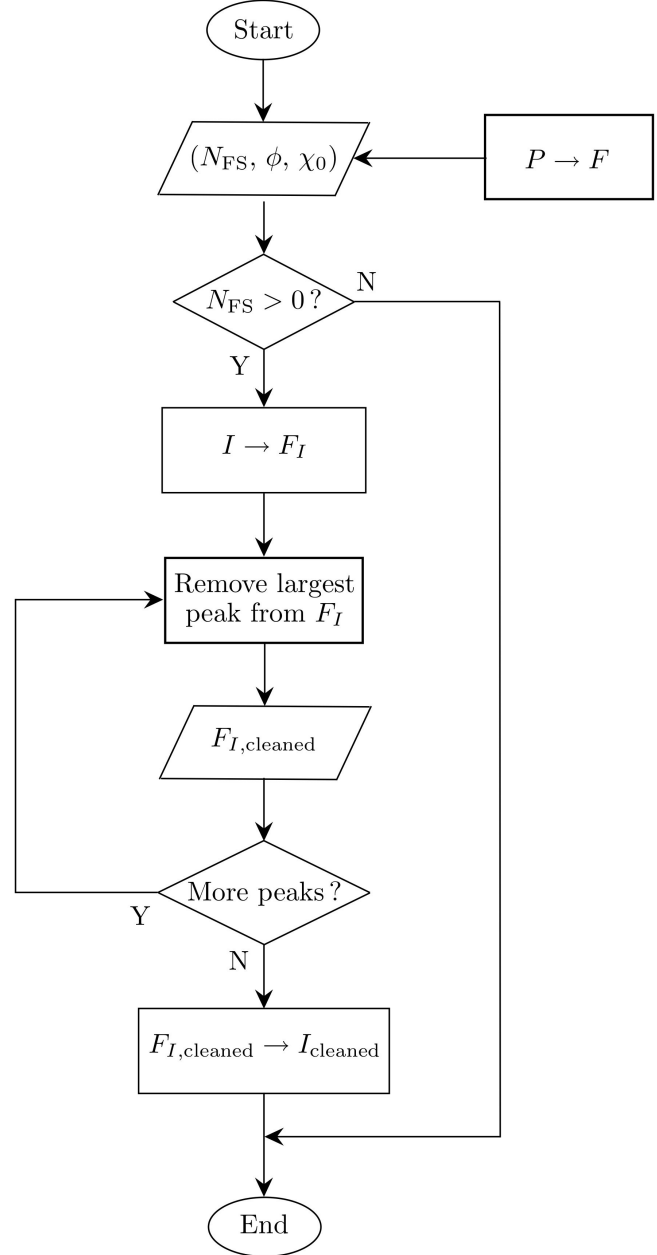 Start
(N_FS, ϕ, χ_0)
P → F
N_FS > 0 ?
N
Y
I → F_I
Remove largest
peak from F_I
F_I,cleaned
More peaks ?
Y
N
F_I,cleaned → I_cleaned
End